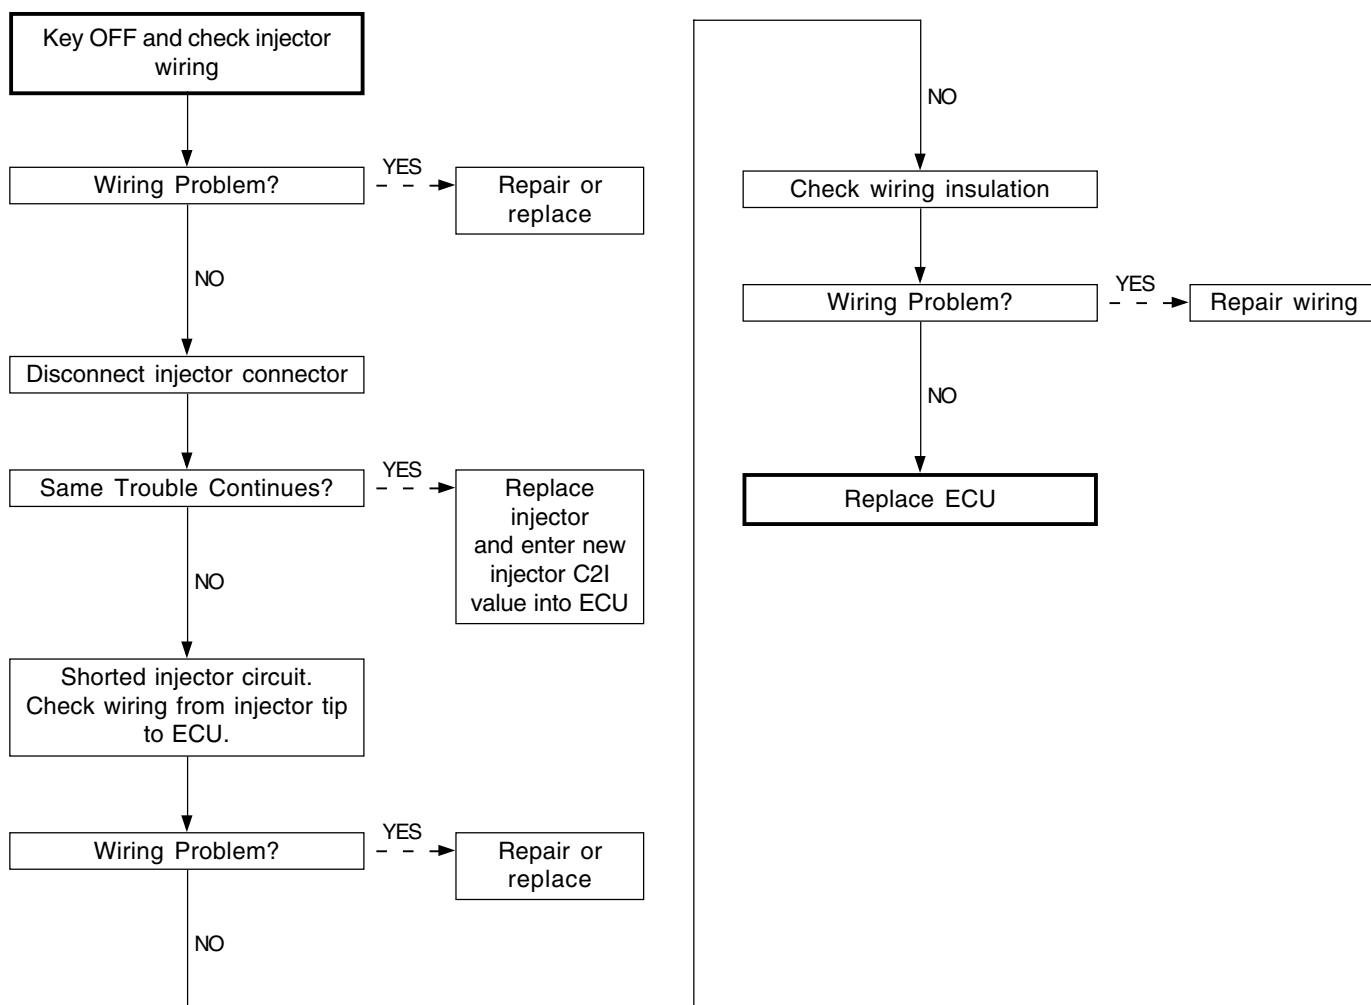 Key OFF and check injector
wiring
Wiring Problem?
YES
Repair or
replace
NO
Disconnect injector connector
Same Trouble Continues?
YES
Replace
injector
and enter new
injector C2I
value into ECU
NO
Shorted injector circuit.
Check wiring from injector tip
to ECU.
Wiring Problem?
YES
Repair or
replace
NO
NO
Check wiring insulation
Wiring Problem?
YES
Repair wiring
NO
Replace ECU